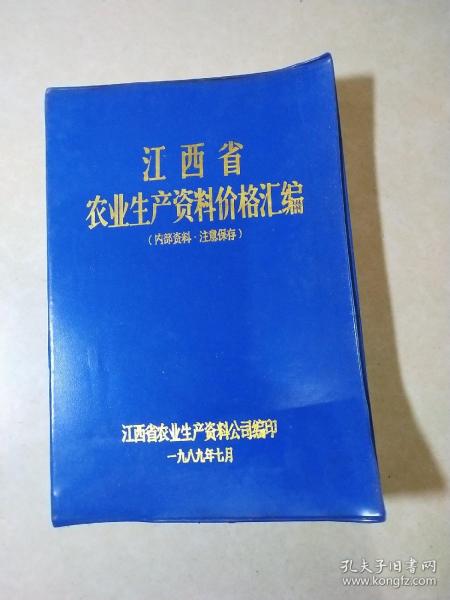 江西省
农业生产资料价格汇编
（内部资料·注意保存）
江西省农业生产资料公司编印
一九八九年七月
孔夫子旧书网
www.kongfz.com